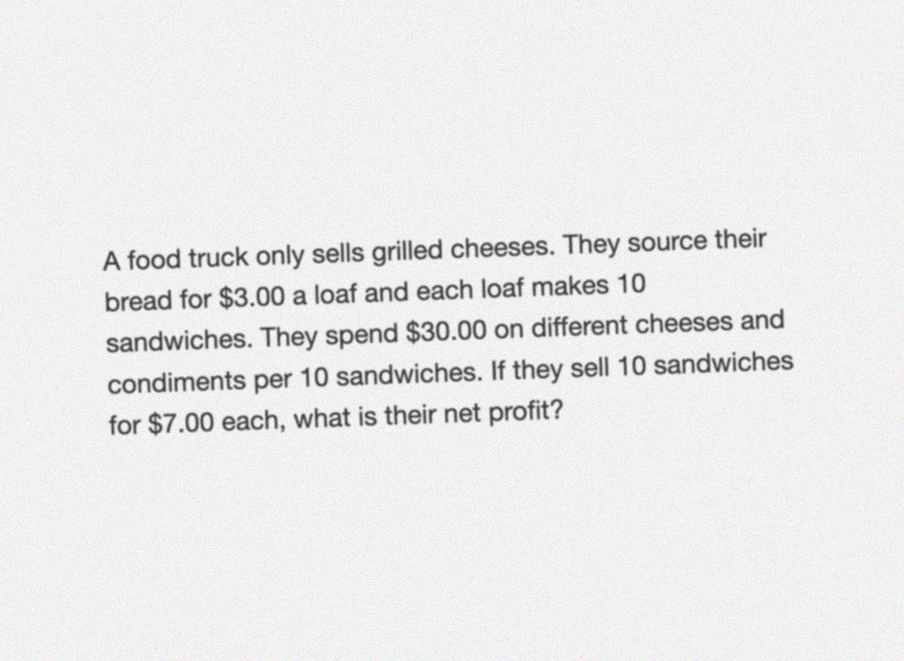 A food truck only sells grilled cheeses. They source their
bread for $3.00 a loaf and each loaf makes 10
sandwiches. They spend $30.00 on different cheeses and
condiments per 10 sandwiches. If they sell 10 sandwiches
for $7.00 each, what is their net profit?